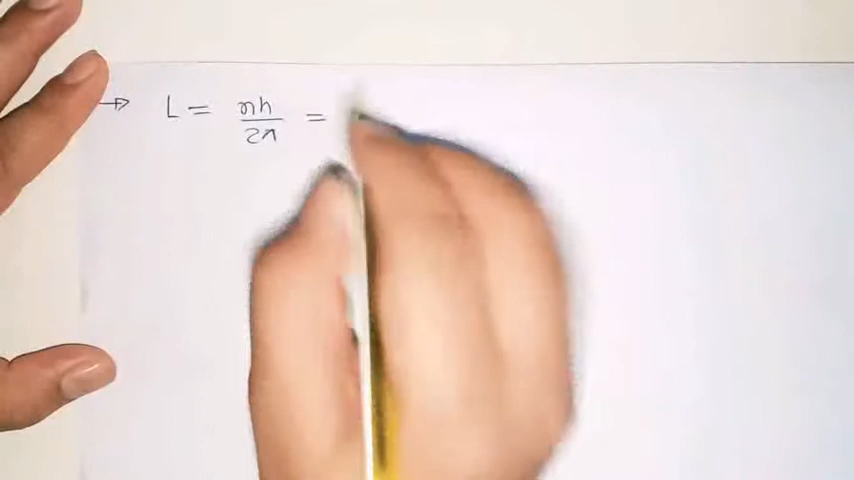 → L = nh/2π =